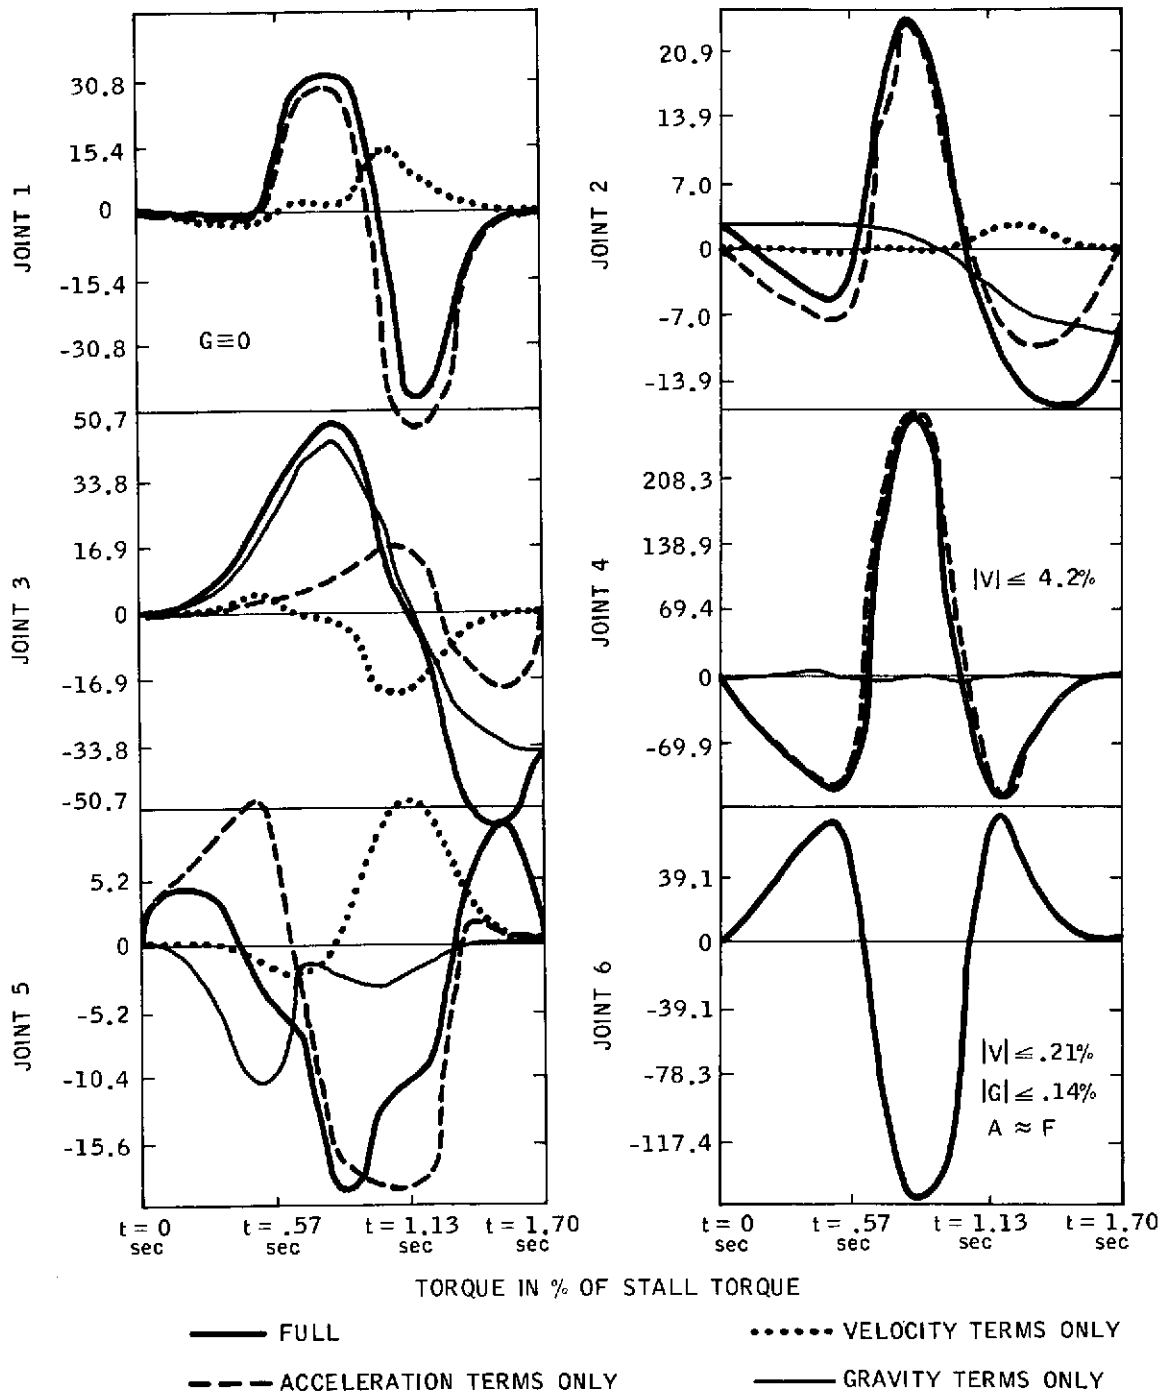 JOINT 1
30.8
15.4
0
-15.4
-30.8
G≡0
JOINT 2
20.9
13.9
7.0
0
-7.0
-13.9
JOINT 3
50.7
33.8
16.9
0
-16.9
-33.8
-50.7
JOINT 4
208.3
138.9
69.4
0
-69.9
|V| ≤ 4.2%
JOINT 5
5.2
0
-5.2
-10.4
-15.6
JOINT 6
39.1
0
-39.1
-78.3
-117.4
|V| ≤ .21%
|G| ≤ .14%
A ≈ F
t = 0 sec
t = .57 sec
t = 1.13 sec
t = 1.70 sec
t = 0 sec
t = .57 sec
t = 1.13 sec
t = 1.70 sec
TORQUE IN % OF STALL TORQUE
FULL
VELOCITY TERMS ONLY
ACCELERATION TERMS ONLY
GRAVITY TERMS ONLY